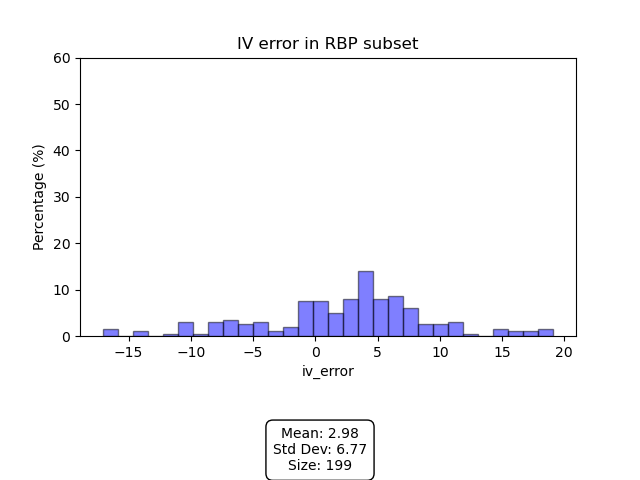 IV error in RBP subset
60
50
40
30
20
10
0
Percentage (%)
−15 −10 −5 0 5 10 15 20
iv_error
Mean: 2.98
Std Dev: 6.77
Size: 199